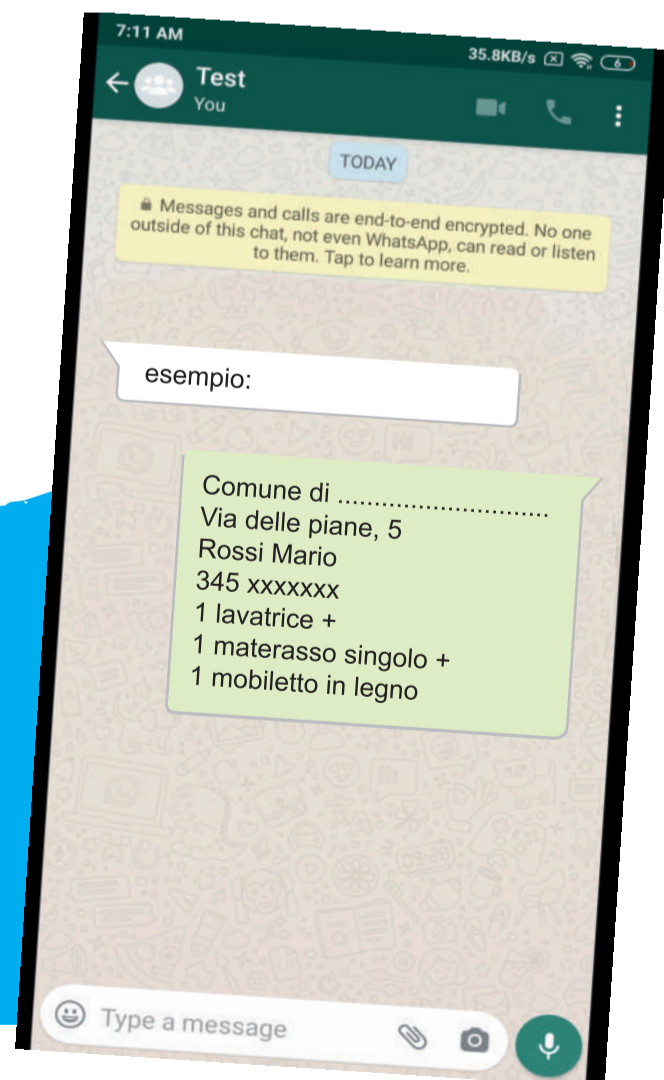 7:11 AM
35.8KB/s
6
Test
You
TODAY
Messages and calls are end-to-end encrypted. No one
outside of this chat, not even WhatsApp, can read or listen
to them. Tap to learn more.
esempio:
Comune di .............................
Via delle piane, 5
Rossi Mario
345 xxxxxxx
1 lavatrice +
1 materasso singolo +
1 mobiletto in legno
Type a message